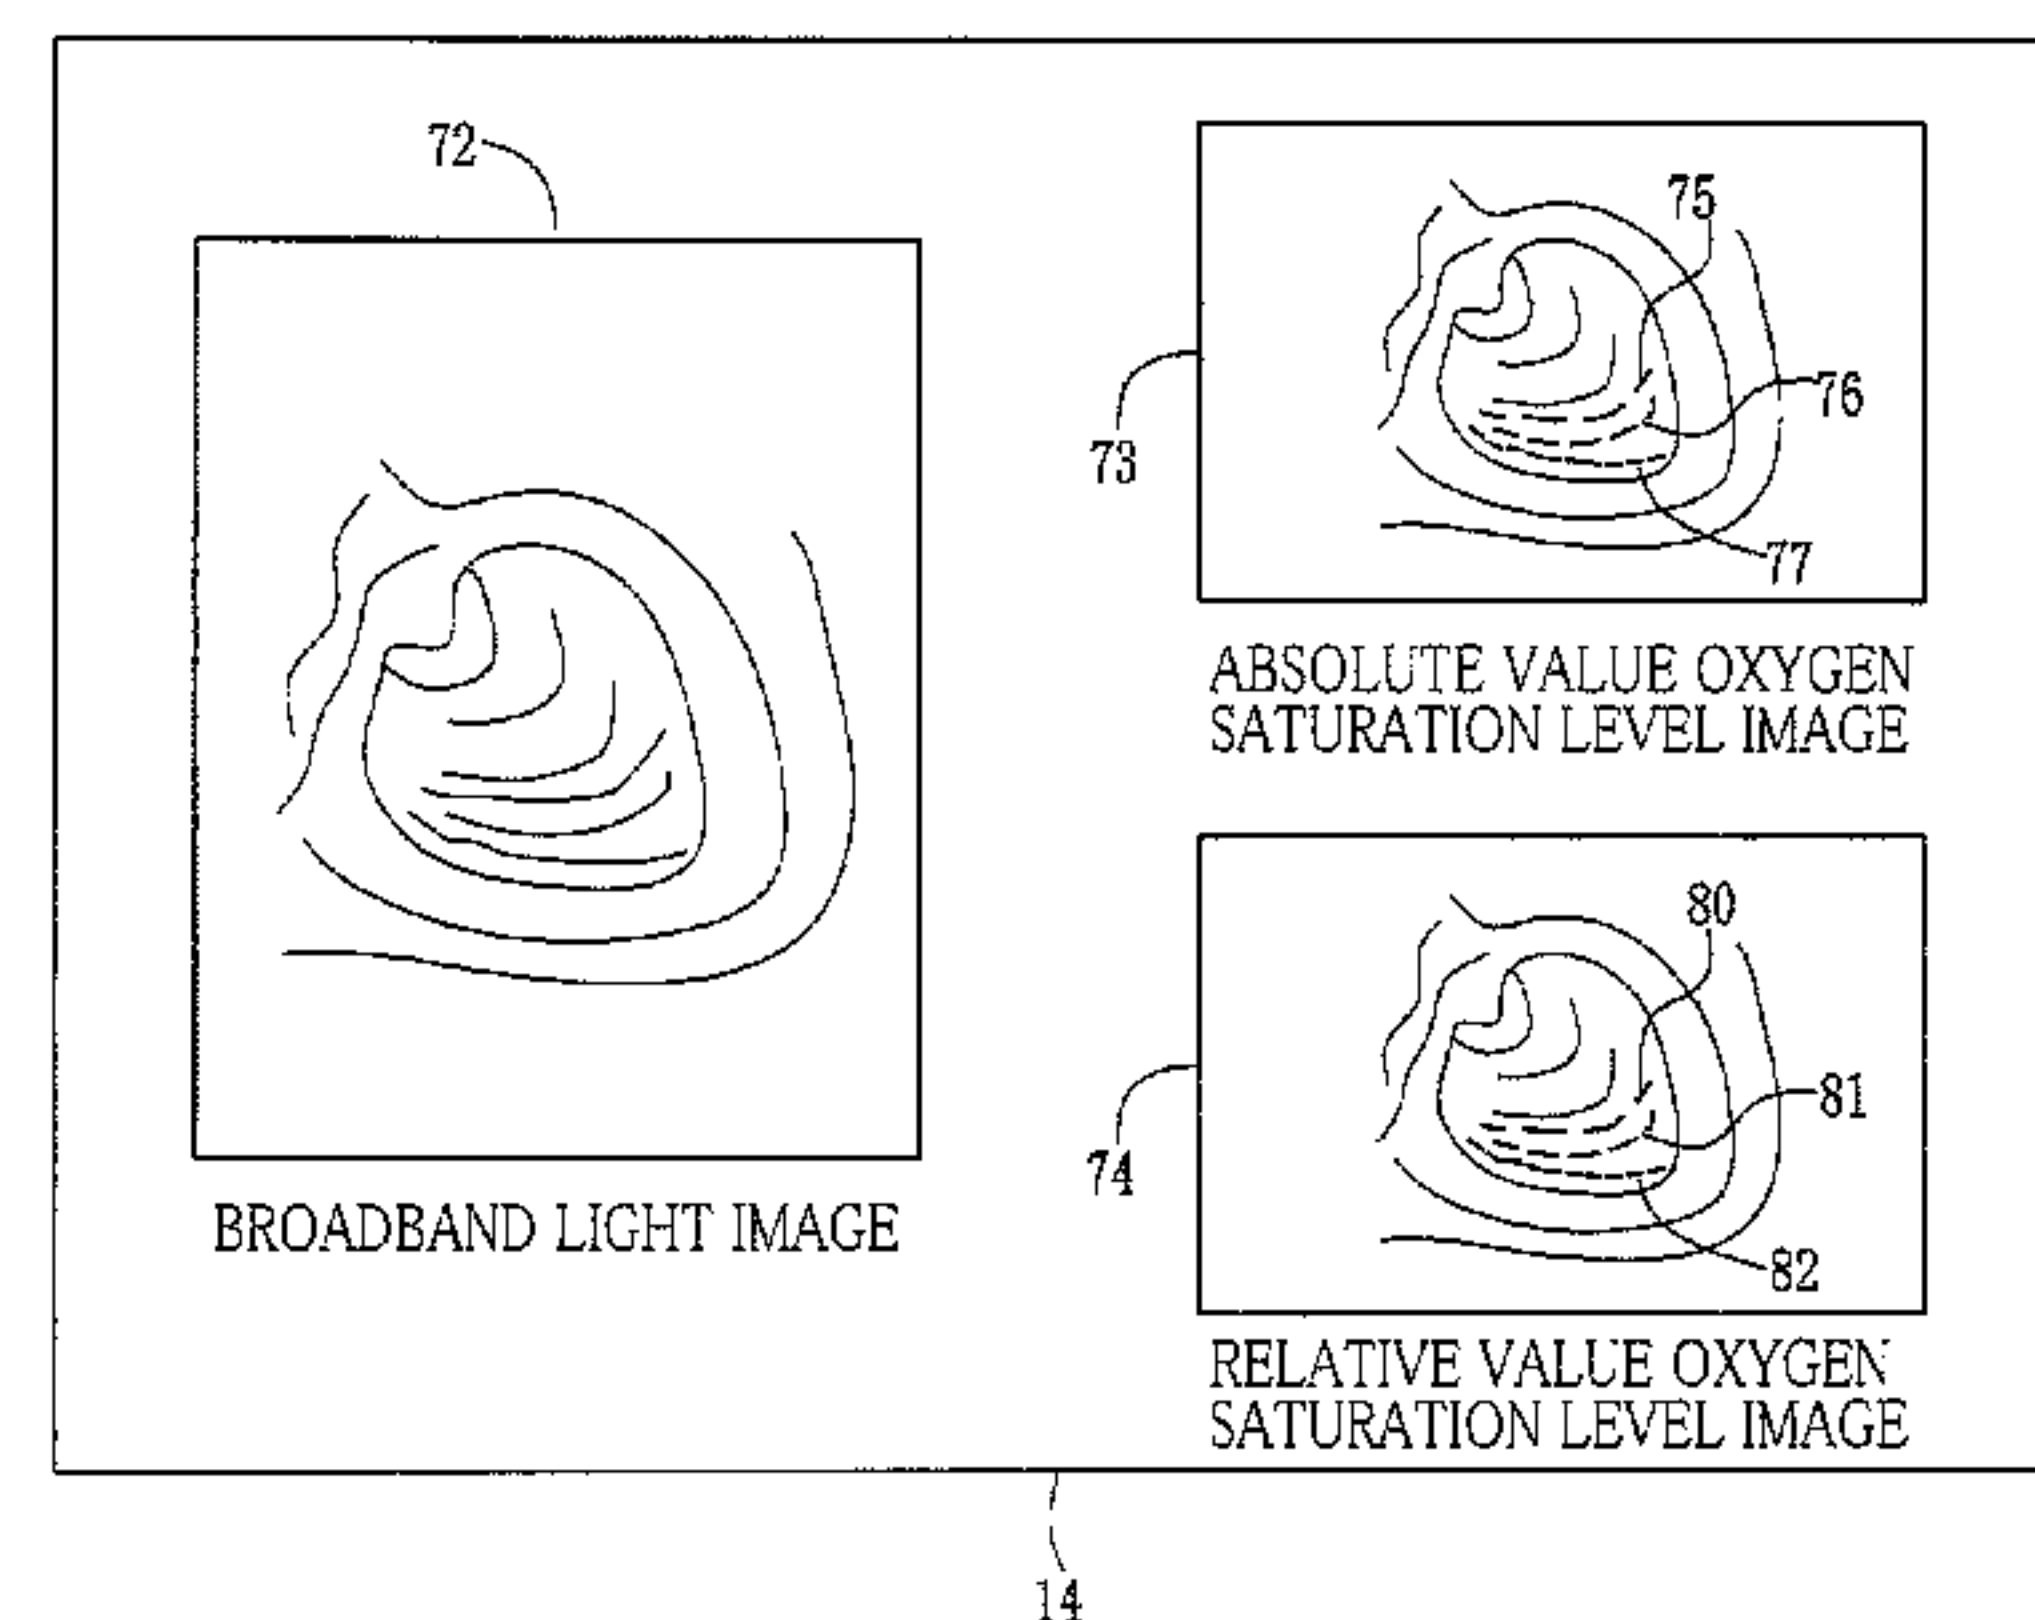 72
BROADBAND LIGHT IMAGE
73
75
76
77
ABSOLUTE VALUE OXYGEN
SATURATION LEVEL IMAGE
74
80
81
82
RELATIVE VALUE OXYGEN
SATURATION LEVEL IMAGE
14